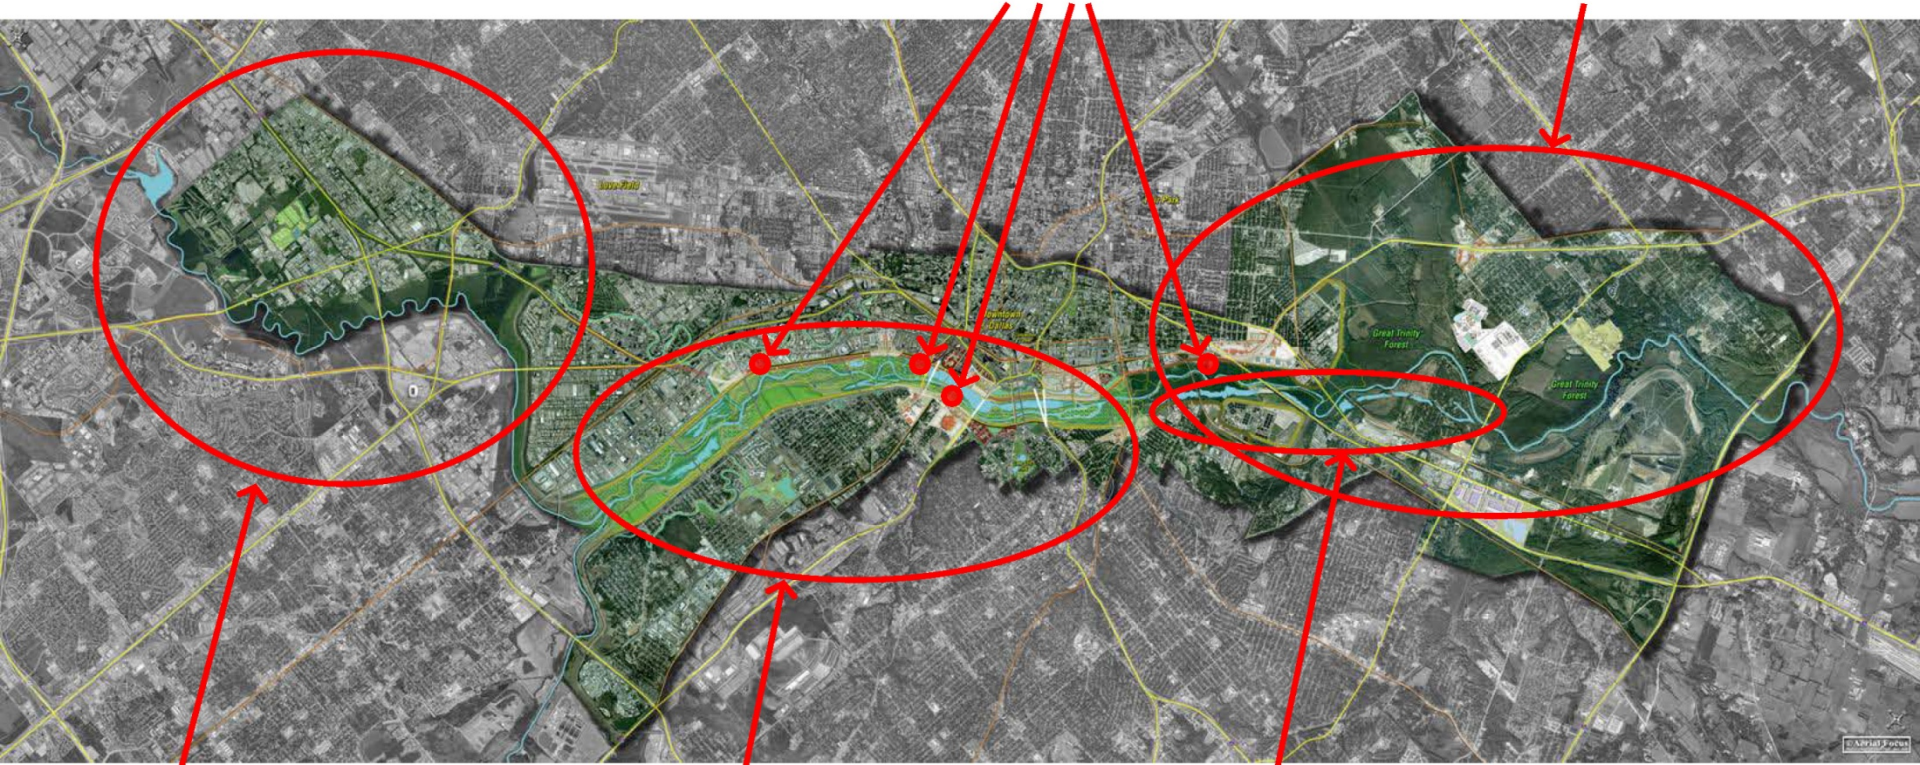 Love Field
Downtown
Dallas
Great Trinity
Forest
Great Trinity
Forest
© Aerial Focus